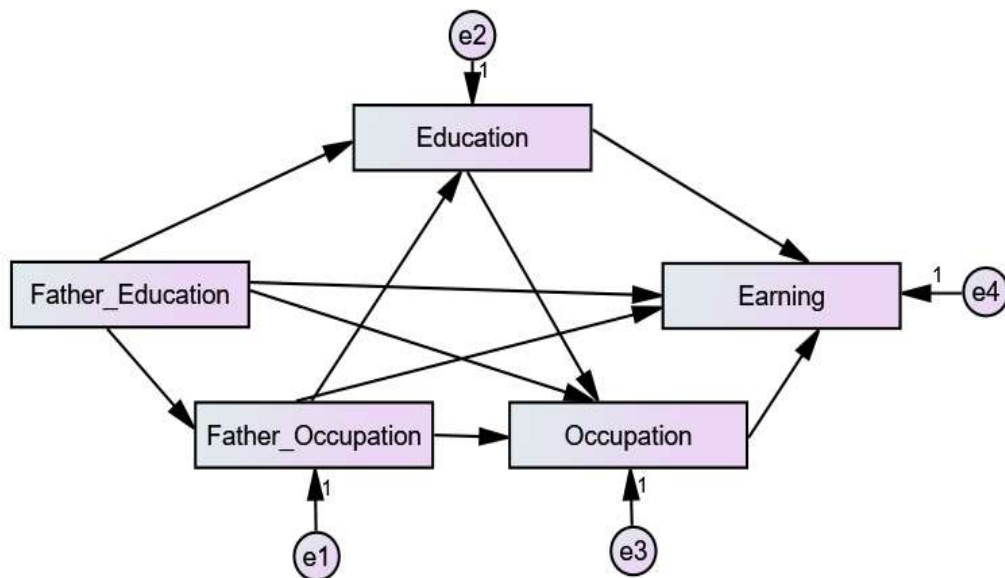 e2
1
Education
Father_Education
Earning
1
e4
Father_Occupation
Occupation
1
1
e1
e3